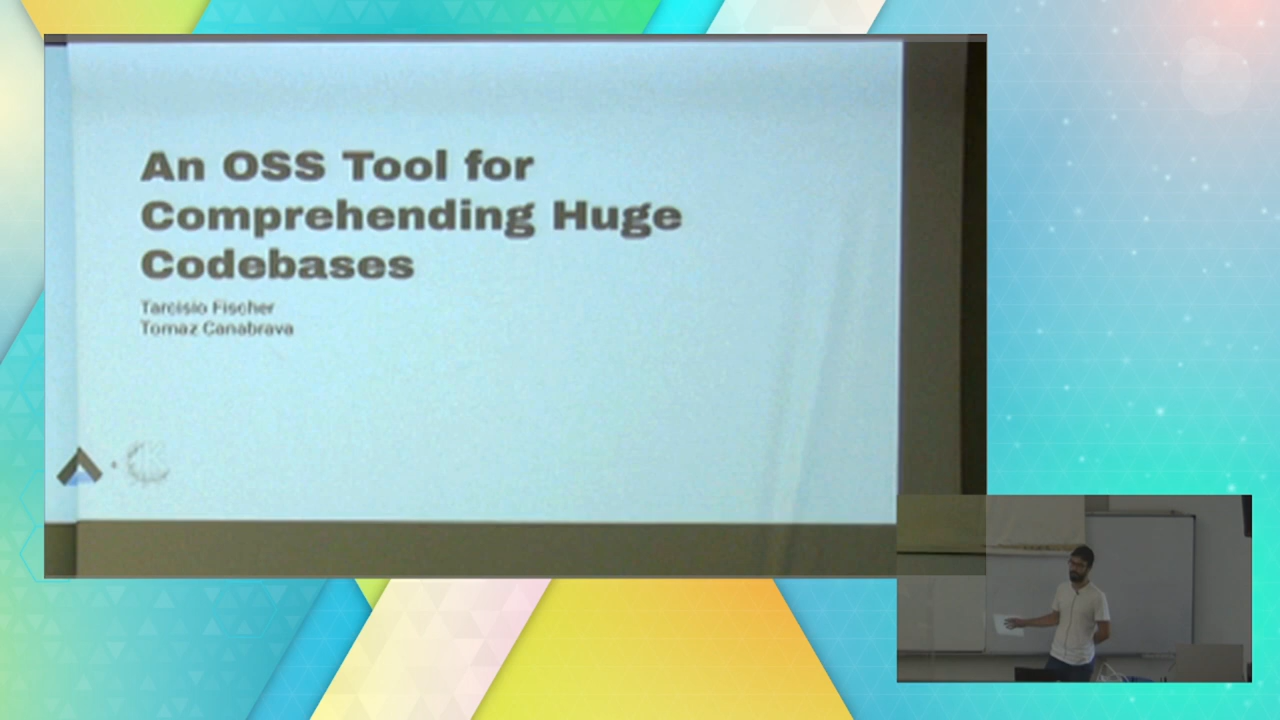 An OSS Tool for
Comprehending Huge
Codebases
Tarcisio Fischer
Tomaz Canabrava